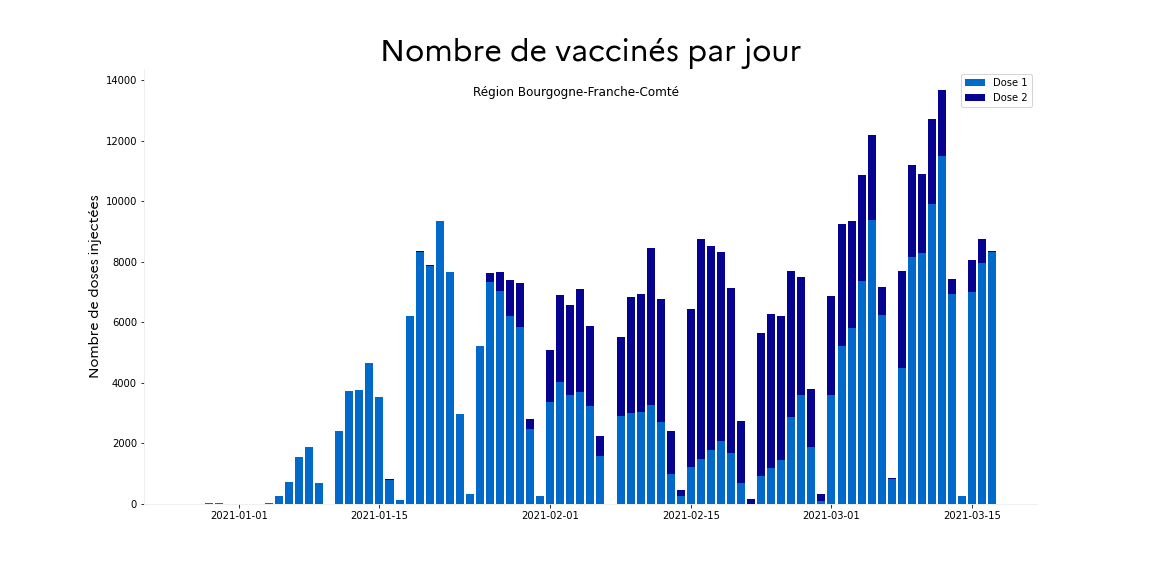 Nombre de vaccinés par jour
Région Bourgogne-Franche-Comté
Dose 1
Dose 2
Nombre de doses injectées
14000
12000
10000
8000
6000
4000
2000
0
2021-01-01
2021-01-15
2021-02-01
2021-02-15
2021-03-01
2021-03-15